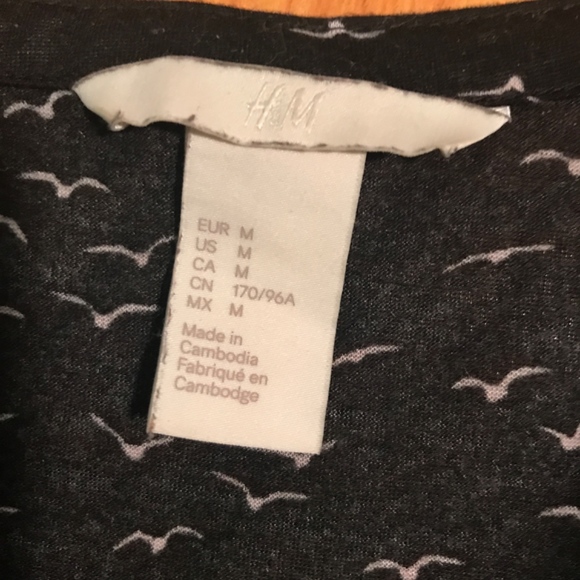 H&M
EUR M
US M
CA M
CN 170/96A
MX M
Made in
Cambodia
Fabriqué en
Cambodge